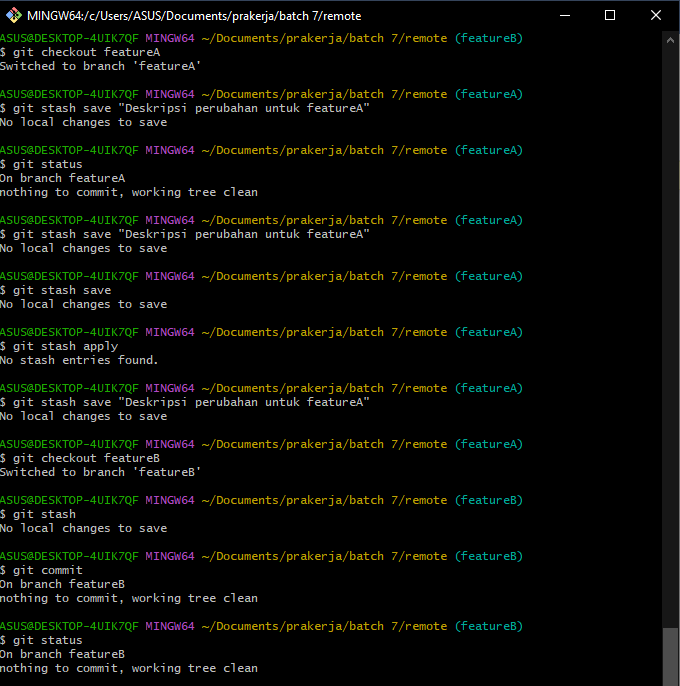 MINGW64:/c/Users/ASUS/Documents/prakerja/batch 7/remote
ASUS@DESKTOP-4UIK7QF MINGW64 ~/Documents/prakerja/batch 7/remote (featureB)
$ git checkout featureA
Switched to branch 'featureA'
ASUS@DESKTOP-4UIK7QF MINGW64 ~/Documents/prakerja/batch 7/remote (featureA)
$ git stash save "Deskripsi perubahan untuk featureA"
No local changes to save
ASUS@DESKTOP-4UIK7QF MINGW64 ~/Documents/prakerja/batch 7/remote (featureA)
$ git status
On branch featureA
nothing to commit, working tree clean
ASUS@DESKTOP-4UIK7QF MINGW64 ~/Documents/prakerja/batch 7/remote (featureA)
$ git stash save "Deskripsi perubahan untuk featureA"
No local changes to save
ASUS@DESKTOP-4UIK7QF MINGW64 ~/Documents/prakerja/batch 7/remote (featureA)
$ git stash save
No local changes to save
ASUS@DESKTOP-4UIK7QF MINGW64 ~/Documents/prakerja/batch 7/remote (featureA)
$ git stash apply
No stash entries found.
ASUS@DESKTOP-4UIK7QF MINGW64 ~/Documents/prakerja/batch 7/remote (featureA)
$ git stash save "Deskripsi perubahan untuk featureA"
No local changes to save
ASUS@DESKTOP-4UIK7QF MINGW64 ~/Documents/prakerja/batch 7/remote (featureA)
$ git checkout featureB
Switched to branch 'featureB'
ASUS@DESKTOP-4UIK7QF MINGW64 ~/Documents/prakerja/batch 7/remote (featureB)
$ git stash
No local changes to save
ASUS@DESKTOP-4UIK7QF MINGW64 ~/Documents/prakerja/batch 7/remote (featureB)
$ git commit
On branch featureB
nothing to commit, working tree clean
ASUS@DESKTOP-4UIK7QF MINGW64 ~/Documents/prakerja/batch 7/remote (featureB)
$ git status
On branch featureB
nothing to commit, working tree clean